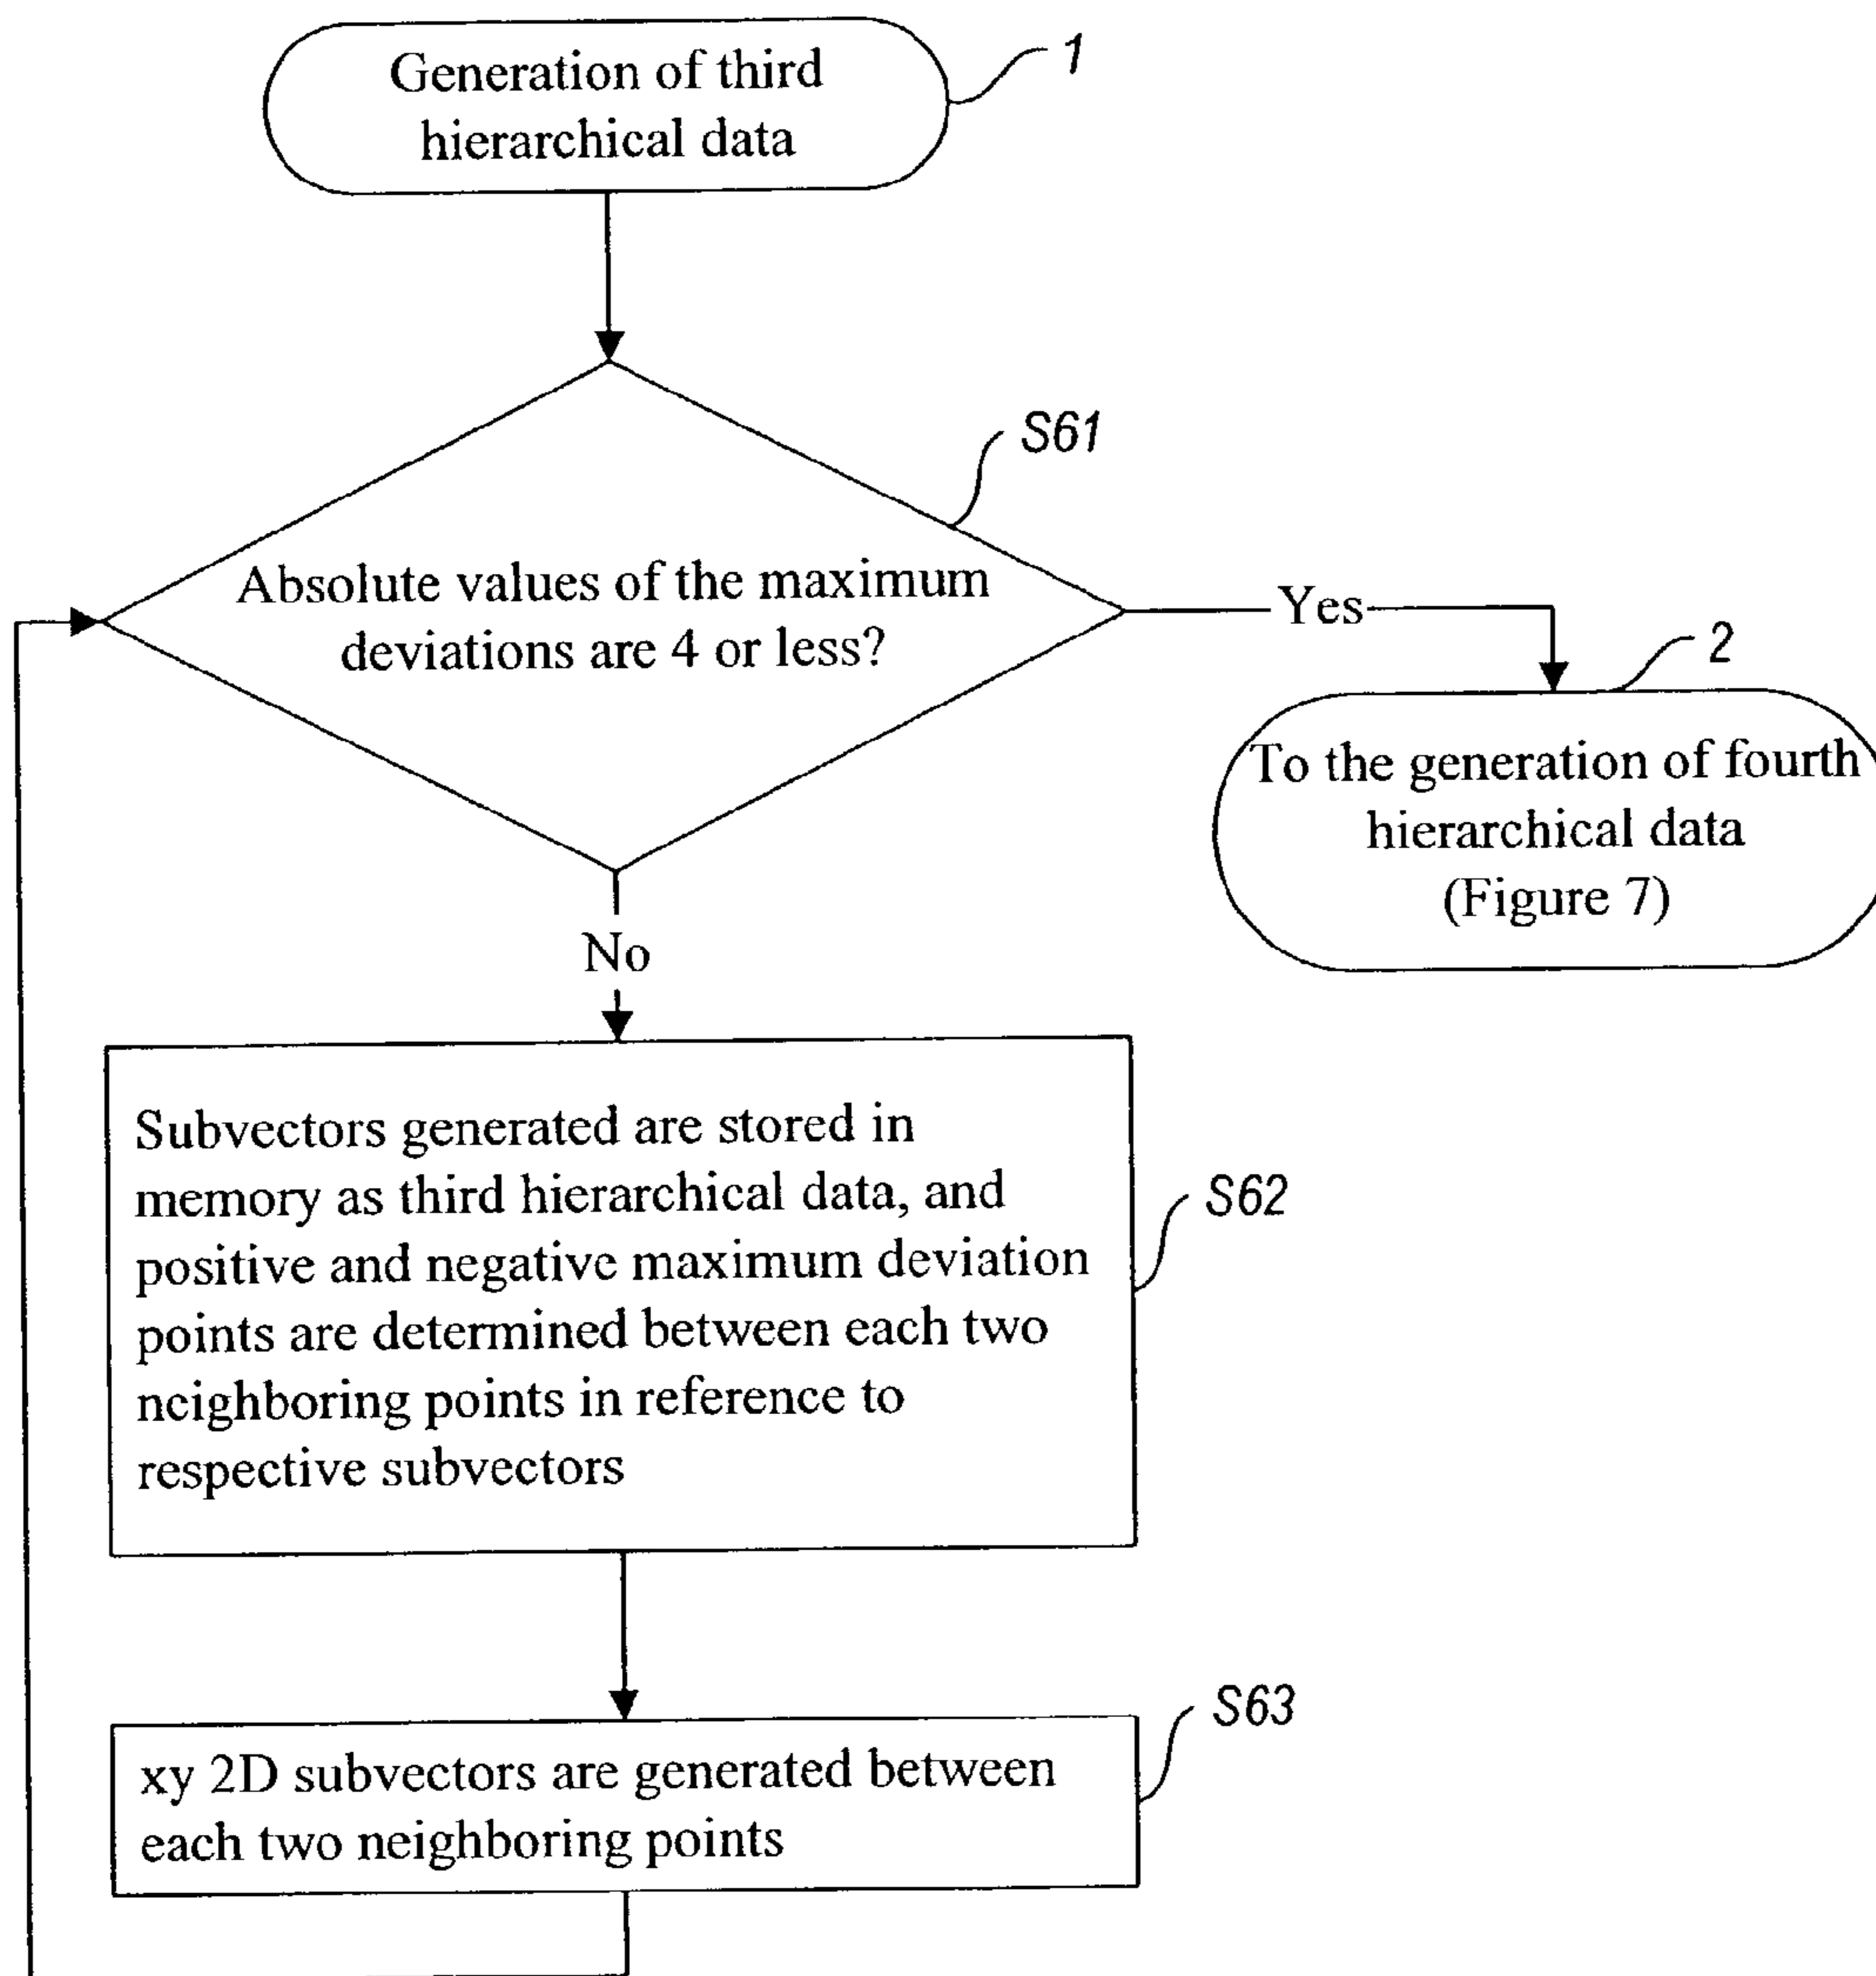 Generation of third
hierarchical data
1
S61
Absolute values of the maximum
deviations are 4 or less?
Yes
2
To the generation of fourth
hierarchical data
(Figure 7)
No
Subvectors generated are stored in
memory as third hierarchical data, and
positive and negative maximum deviation
points are determined between each two
neighboring points in reference to
respective subvectors
S62
xy 2D subvectors are generated between
each two neighboring points
S63